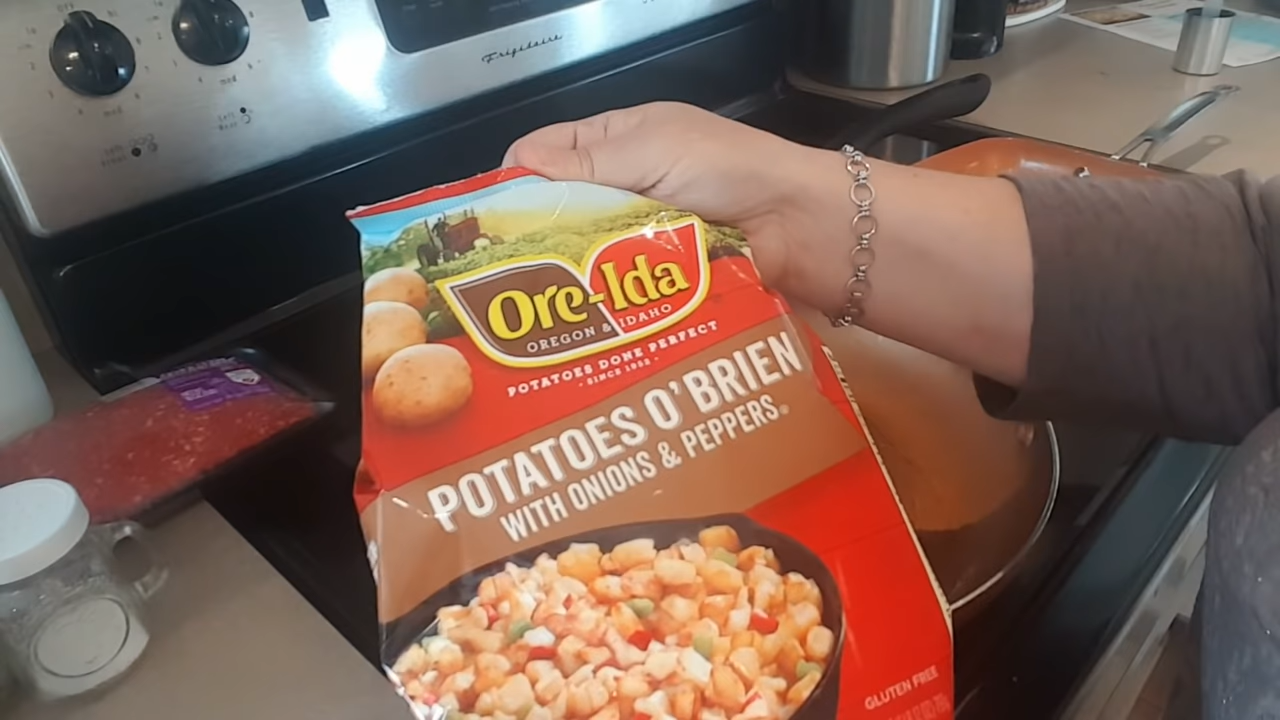 Frigidaire
Ore-Ida
OREGON & IDAHO
POTATOES DONE PERFECT
· SINCE 1952 ·
POTATOES O'BRIEN
WITH ONIONS & PEPPERS®
GLUTEN FREE